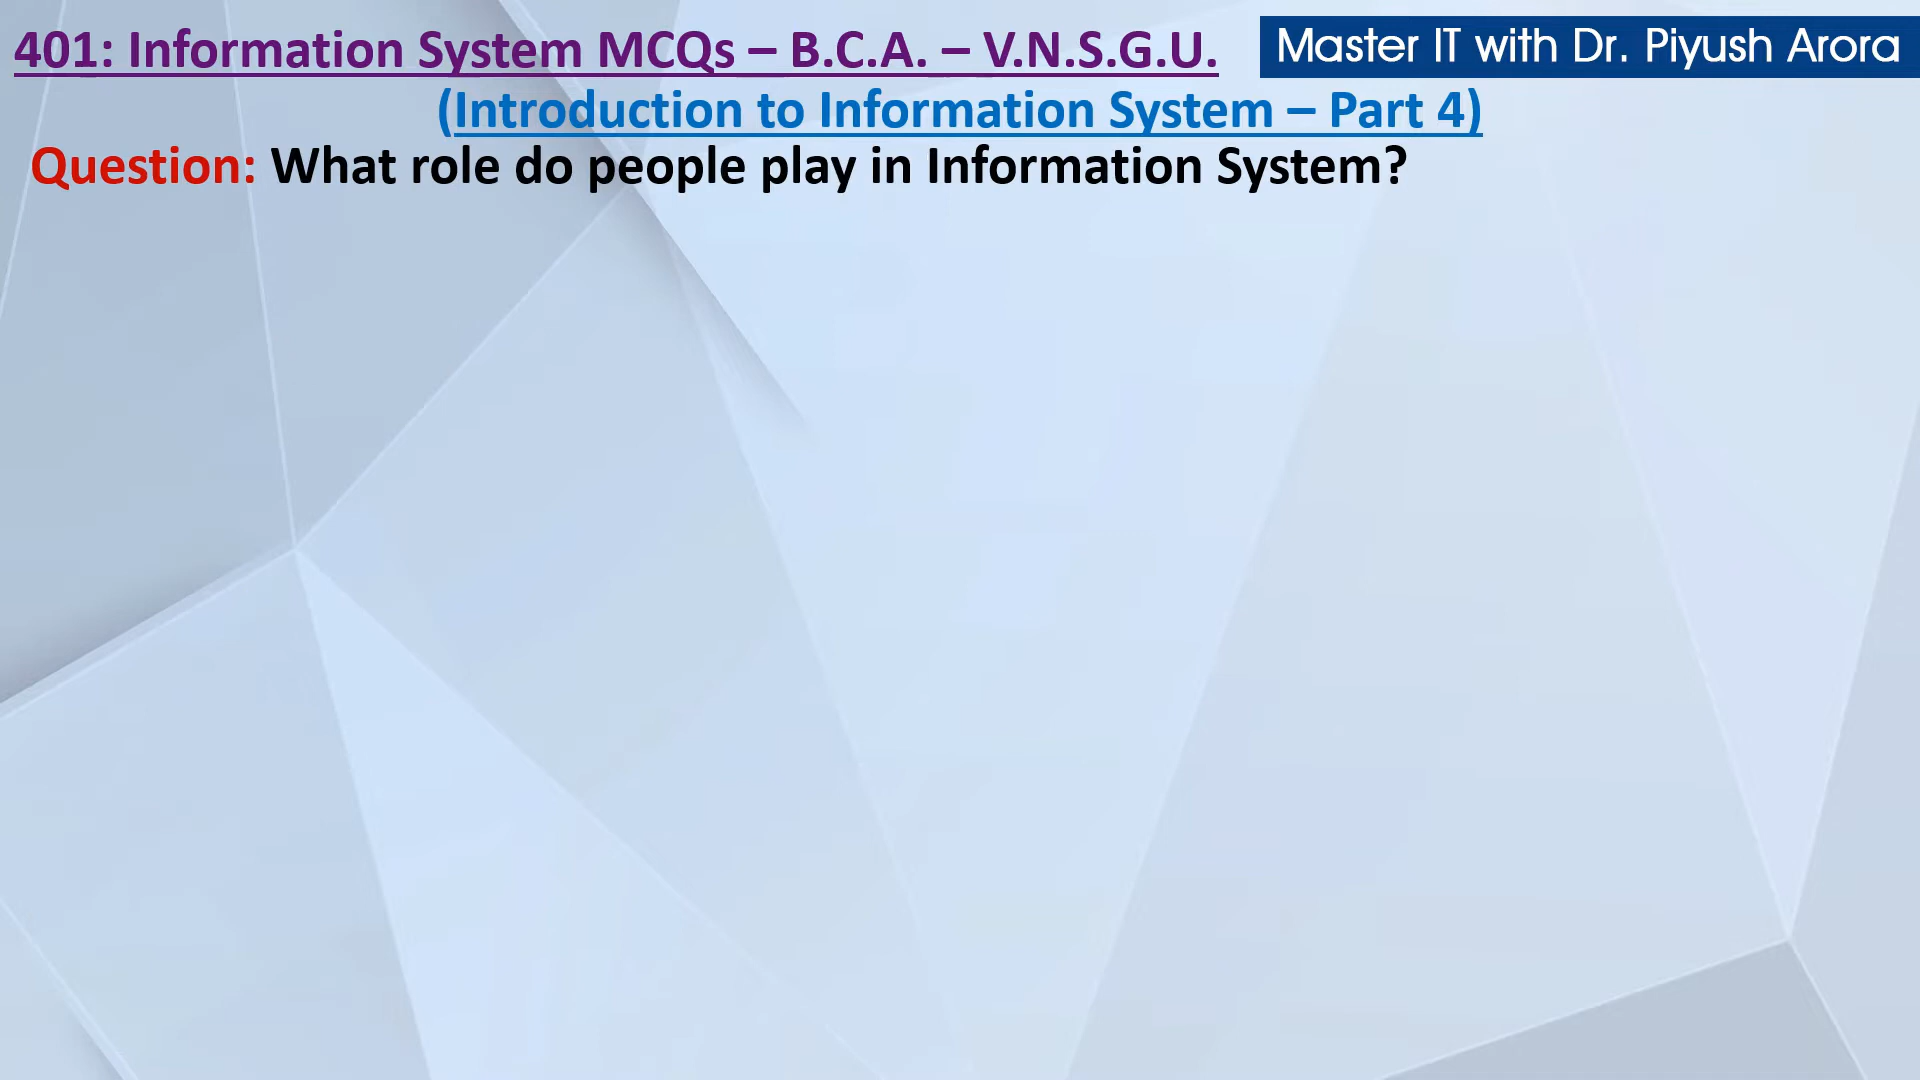 401: Information System MCQs – B.C.A. – V.N.S.G.U.
Master IT with Dr. Piyush Arora
(Introduction to Information System – Part 4)
Question: What role do people play in Information System?